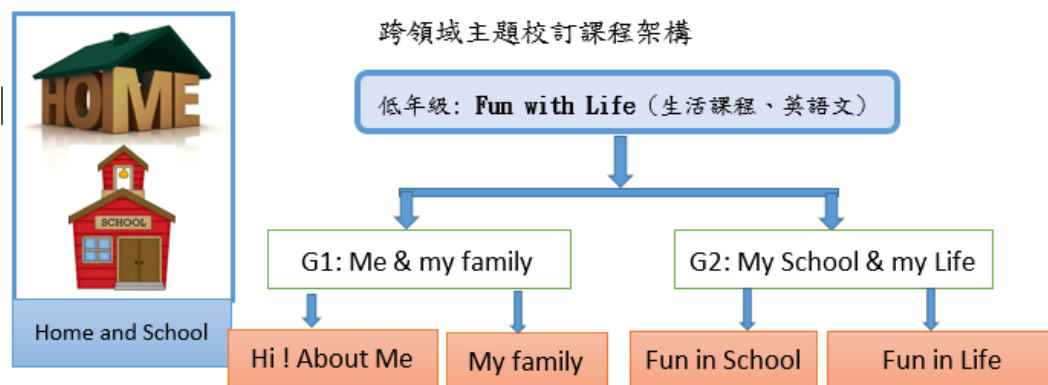 跨領域主題校訂課程架構
HOME
低年級: Fun with Life（生活課程、英語文）
SCHOOL
G1: Me & my family
G2: My School & my Life
Home and School
Hi ! About Me
My family
Fun in School
Fun in Life